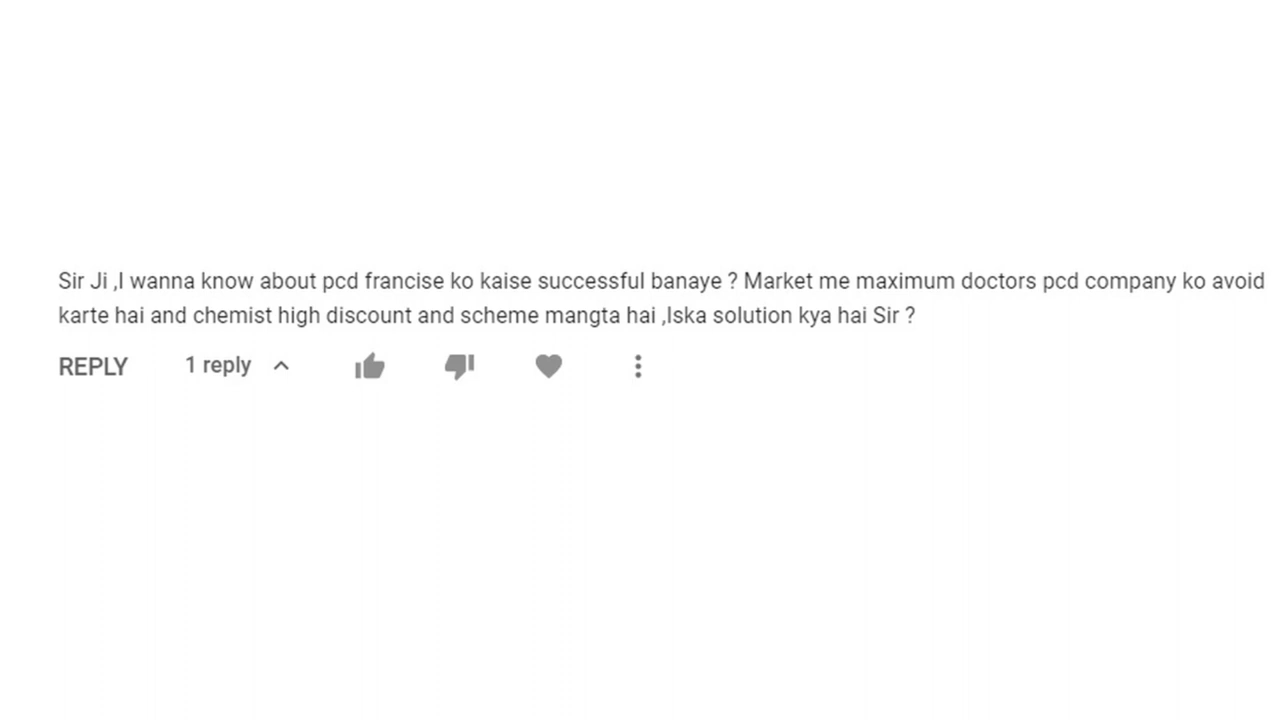 Sir Ji ,I wanna know about pcd francise ko kaise successful banaye ? Market me maximum doctors pcd company ko avoid
karte hai and chemist high discount and scheme mangta hai ,Iska solution kya hai Sir ?
REPLY 1 reply